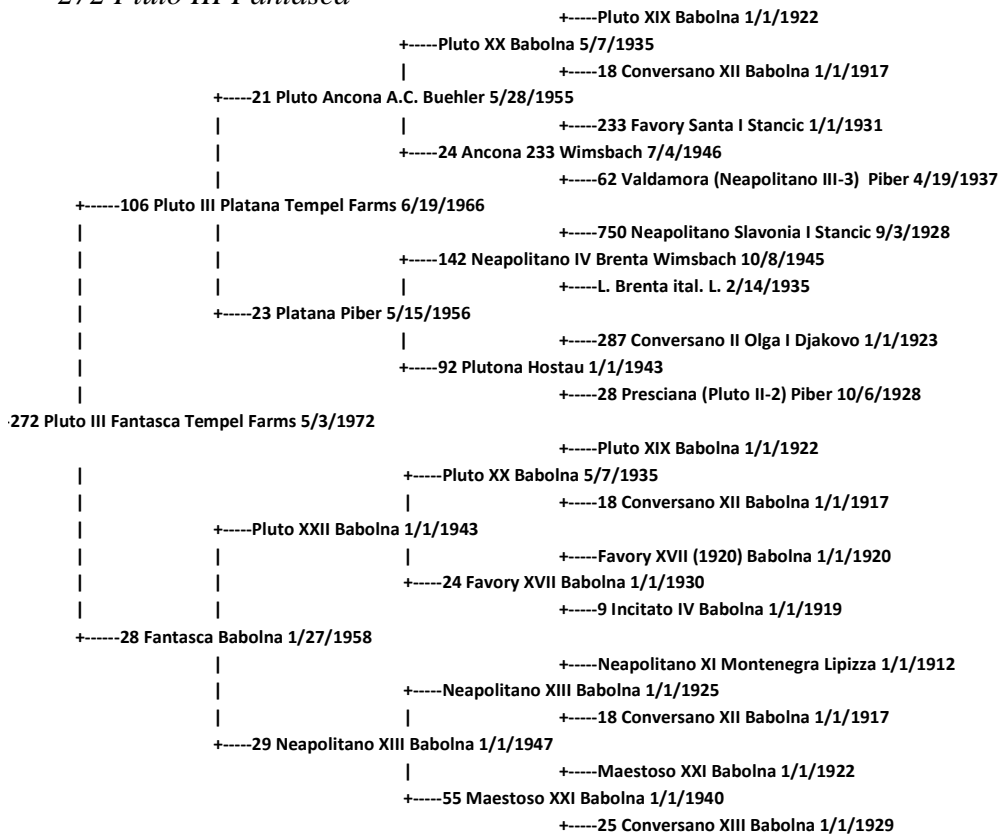 272 Pluto III Fantasca
+-----Pluto XIX Babolna 1/1/1922
+-----Pluto XX Babolna 5/7/1935
| +-----18 Conversano XII Babolna 1/1/1917
+-----21 Pluto Ancona A.C. Buehler 5/28/1955
| | +-----233 Favory Santa I Stancic 1/1/1931
| +-----24 Ancona 233 Wimsbach 7/4/1946
| +-----62 Valdamora (Neapolitano III-3) Piber 4/19/1937
+------106 Pluto III Platana Tempel Farms 6/19/1966
| | +-----750 Neapolitano Slavonia I Stancic 9/3/1928
| | +-----142 Neapolitano IV Brenta Wimsbach 10/8/1945
| | | +-----L. Brenta ital. L. 2/14/1935
| +-----23 Platana Piber 5/15/1956
| | +-----287 Conversano II Olga I Djakovo 1/1/1923
| +-----92 Plutona Hostau 1/1/1943
| +-----28 Presciana (Pluto II-2) Piber 10/6/1928
-272 Pluto III Fantasca Tempel Farms 5/3/1972
+-----Pluto XIX Babolna 1/1/1922
| +-----Pluto XX Babolna 5/7/1935
| | +-----18 Conversano XII Babolna 1/1/1917
| +-----Pluto XXII Babolna 1/1/1943
| | | +-----Favory XVII (1920) Babolna 1/1/1920
| | +-----24 Favory XVII Babolna 1/1/1930
| | +-----9 Incitato IV Babolna 1/1/1919
+------28 Fantasca Babolna 1/27/1958
| +-----Neapolitano XI Montenegra Lipizza 1/1/1912
| +-----Neapolitano XIII Babolna 1/1/1925
| | +-----18 Conversano XII Babolna 1/1/1917
+-----29 Neapolitano XIII Babolna 1/1/1947
| +-----Maestoso XXI Babolna 1/1/1922
+-----55 Maestoso XXI Babolna 1/1/1940
+-----25 Conversano XIII Babolna 1/1/1929